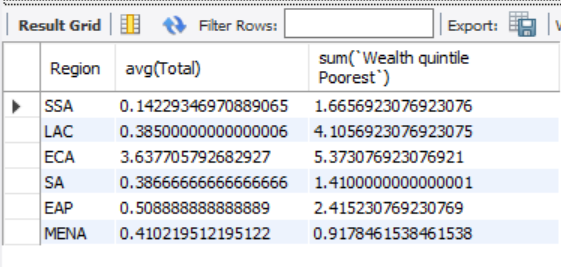 Result Grid Filter Rows: Export:
Region avg(Total) sum(`Wealth quintile
Poorest`)
SSA 0.14229346970889065 1.6656923076923076
LAC 0.38500000000000006 4.1056923076923075
ECA 3.637705792682927 5.373076923076921
SA 0.38666666666666666 1.4100000000000001
EAP 0.508888888888889 2.415230769230769
MENA 0.410219512195122 0.9178461538461538